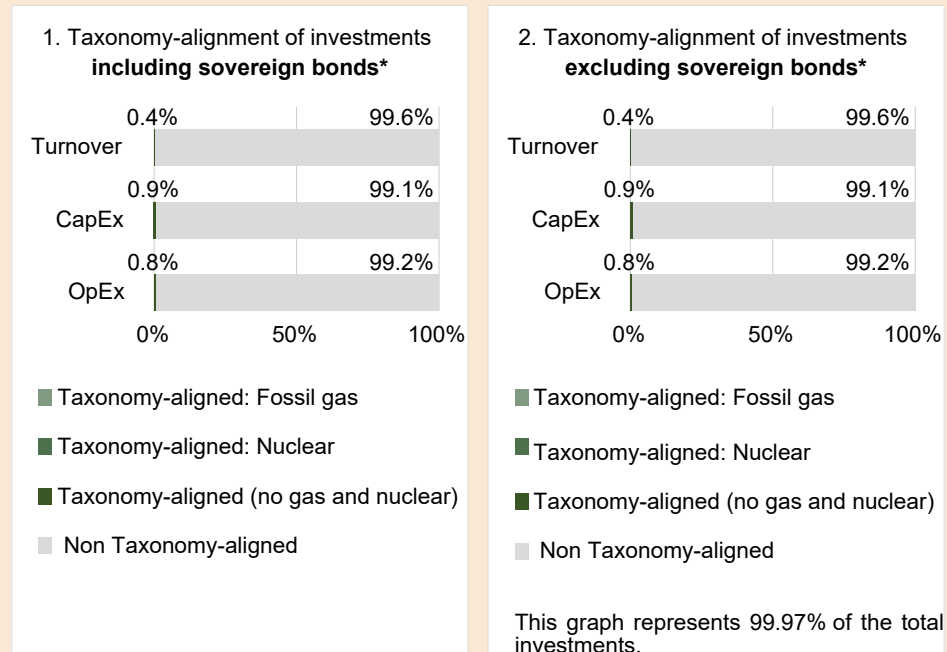 1. Taxonomy-alignment of investments
including sovereign bonds*
0.4% 99.6%
Turnover
0.9% 99.1%
CapEx
0.8% 99.2%
OpEx
0% 50% 100%
Taxonomy-aligned: Fossil gas
Taxonomy-aligned: Nuclear
Taxonomy-aligned (no gas and nuclear)
Non Taxonomy-aligned
2. Taxonomy-alignment of investments
excluding sovereign bonds*
0.4% 99.6%
Turnover
0.9% 99.1%
CapEx
0.8% 99.2%
OpEx
0% 50% 100%
Taxonomy-aligned: Fossil gas
Taxonomy-aligned: Nuclear
Taxonomy-aligned (no gas and nuclear)
Non Taxonomy-aligned
This graph represents 99.97% of the total
investments.